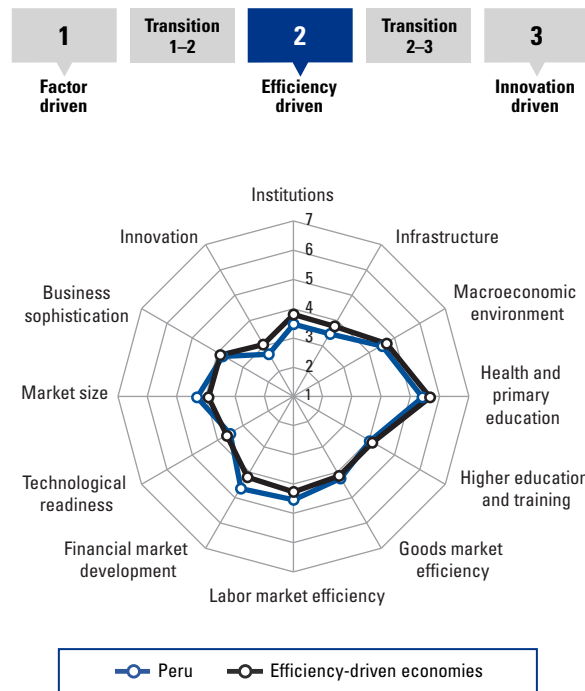 1
Transition
1–2
2
Transition
2–3
3
Factor
driven
Efficiency
driven
Innovation
driven
Institutions
7
Innovation
Infrastructure
6
5
Business
sophistication
Macroeconomic
environment
4
3
2
Market size
1
Health and
primary
education
Technological
readiness
Higher education
and training
Financial market
development
Goods market
efficiency
Labor market efficiency
Peru
Efficiency-driven economies